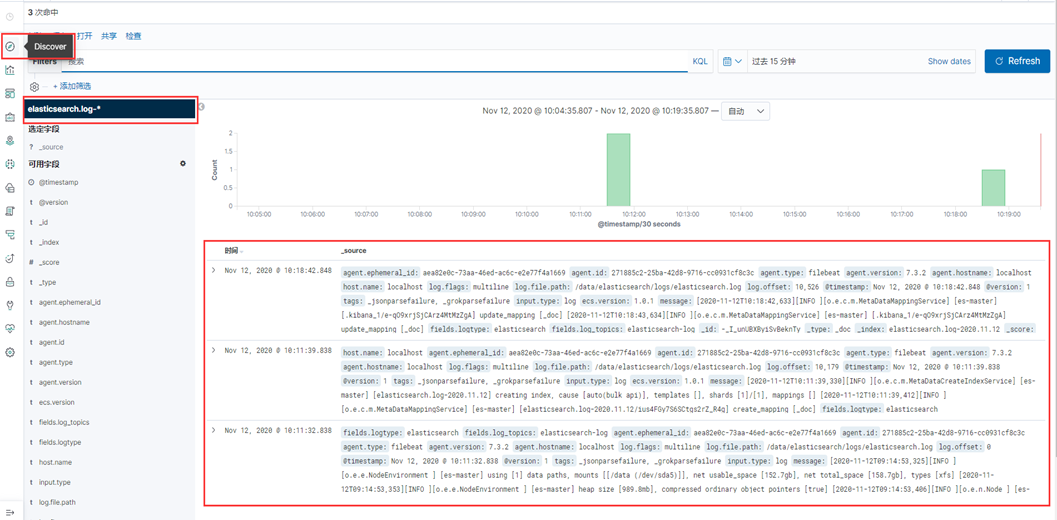 3 次命中
打开 共享 检查
Discover
Filters 搜索 KQL 过去 15 分钟 Show dates Refresh
+ 添加筛选
elasticsearch.log-*
选定字段
? _source
可用字段
@timestamp
t @version
t _id
t _index
# _score
t _type
t agent.ephemeral_id
t agent.hostname
t agent.id
t agent.type
t agent.version
t ecs.version
t fields.log_topics
t fields.logtype
t host.name
t input.type
t log.file.path
Nov 12, 2020 @ 10:04:35.807 - Nov 12, 2020 @ 10:19:35.807 — 自动
Count
2
1.5
1
0.5
0
10:05:00 10:06:00 10:07:00 10:08:00 10:09:00 10:10:00 10:11:00 10:12:00 10:13:00 10:14:00 10:15:00 10:16:00 10:17:00 10:18:00 10:19:00
@timestamp/30 seconds
时间 _source
Nov 12, 2020 @ 10:18:42.848 agent.ephemeral_id: aea82e0c-73aa-46ed-ac6c-e2e77f4a1669 agent.id: 271885c2-25ba-42d8-9716-cc0931cf8c3c agent.type: filebeat agent.version: 7.3.2 agent.hostname: localhost
host.name: localhost log.flags: multiline log.file.path: /data/elasticsearch/logs/elasticsearch.log log.offset: 10,526 @timestamp: Nov 12, 2020 @ 10:18:42.848 @version: 1
tags: _jsonparsefailure, _grokparsefailure input.type: log ecs.version: 1.0.1 message: [2020-11-12T10:18:42,633][INFO ][o.e.c.m.MetaDataMappingService] [es-master]
[.kibana_1/e-qO9xrjSjCArz4MtMzZgA] update_mapping [_doc] [2020-11-12T10:18:43,634][INFO ][o.e.c.m.MetaDataMappingService] [es-master] [.kibana_1/e-qO9xrjSjCArz4MtMzZgA]
update_mapping [_doc] fields.logtype: elasticsearch fields.log_topics: elasticsearch-log _id: -_I_unUBXByiSvBeknTy _type: _doc _index: elasticsearch.log-2020.11.12 _score:
Nov 12, 2020 @ 10:11:39.838 host.name: localhost agent.ephemeral_id: aea82e0c-73aa-46ed-ac6c-e2e77f4a1669 agent.id: 271885c2-25ba-42d8-9716-cc0931cf8c3c agent.type: filebeat agent.version: 7.3.2
agent.hostname: localhost log.flags: multiline log.file.path: /data/elasticsearch/logs/elasticsearch.log log.offset: 10,179 @timestamp: Nov 12, 2020 @ 10:11:39.838
@version: 1 tags: _jsonparsefailure, _grokparsefailure input.type: log ecs.version: 1.0.1 message: [2020-11-12T10:11:39,330][INFO ][o.e.c.m.MetaDataCreateIndexService] [es-
master] [elasticsearch.log-2020.11.12] creating index, cause [auto(bulk api)], templates [], shards [1]/[1], mappings [] [2020-11-12T10:11:39,412][INFO ]
[o.e.c.m.MetaDataMappingService] [es-master] [elasticsearch.log-2020.11.12/ius4FGy7S6SCtqs2rZ_R4q] create_mapping [_doc] fields.logtype: elasticsearch
Nov 12, 2020 @ 10:11:32.838 fields.logtype: elasticsearch fields.log_topics: elasticsearch-log agent.ephemeral_id: aea82e0c-73aa-46ed-ac6c-e2e77f4a1669 agent.id: 271885c2-25ba-42d8-9716-cc0931cf8c3c
agent.type: filebeat agent.version: 7.3.2 agent.hostname: localhost log.flags: multiline log.file.path: /data/elasticsearch/logs/elasticsearch.log log.offset: 0
@timestamp: Nov 12, 2020 @ 10:11:32.838 @version: 1 tags: _jsonparsefailure, _grokparsefailure input.type: log message: [2020-11-12T09:14:53,325][INFO ]
[o.e.e.NodeEnvironment ] [es-master] using [1] data paths, mounts [[/data (/dev/sda5)]], net usable_space [152.7gb], net total_space [158.7gb], types [xfs] [2020-11-
12T09:14:53,353][INFO ][o.e.e.NodeEnvironment ] [es-master] heap size [989.8mb], compressed ordinary object pointers [true] [2020-11-12T09:14:53,406][INFO ][o.e.n.Node ] [es-